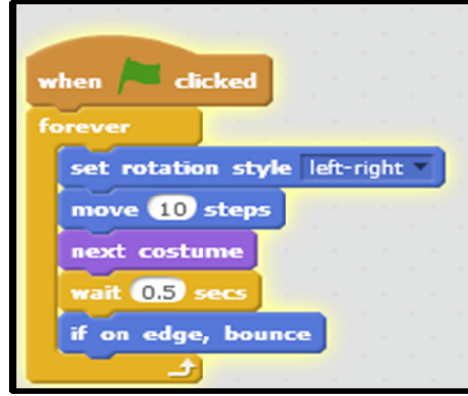 when clicked
forever
set rotation style left-right
move 10 steps
next costume
wait 0.5 secs
if on edge, bounce